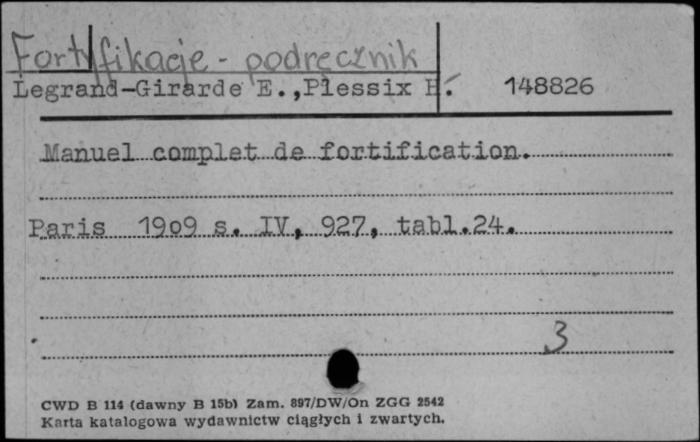 Fortyfikacje - podręcznik
Legrand-Girarde E.,Plessix H. 148826
Manuel complet de fortification.
Paris 1909 s. IV, 927, tabl.24.
3
CWD B 114 (dawny B 15b) Zam. 897/DW/On ZGG 2542
Karta katalogowa wydawnictw ciągłych i zwartych.